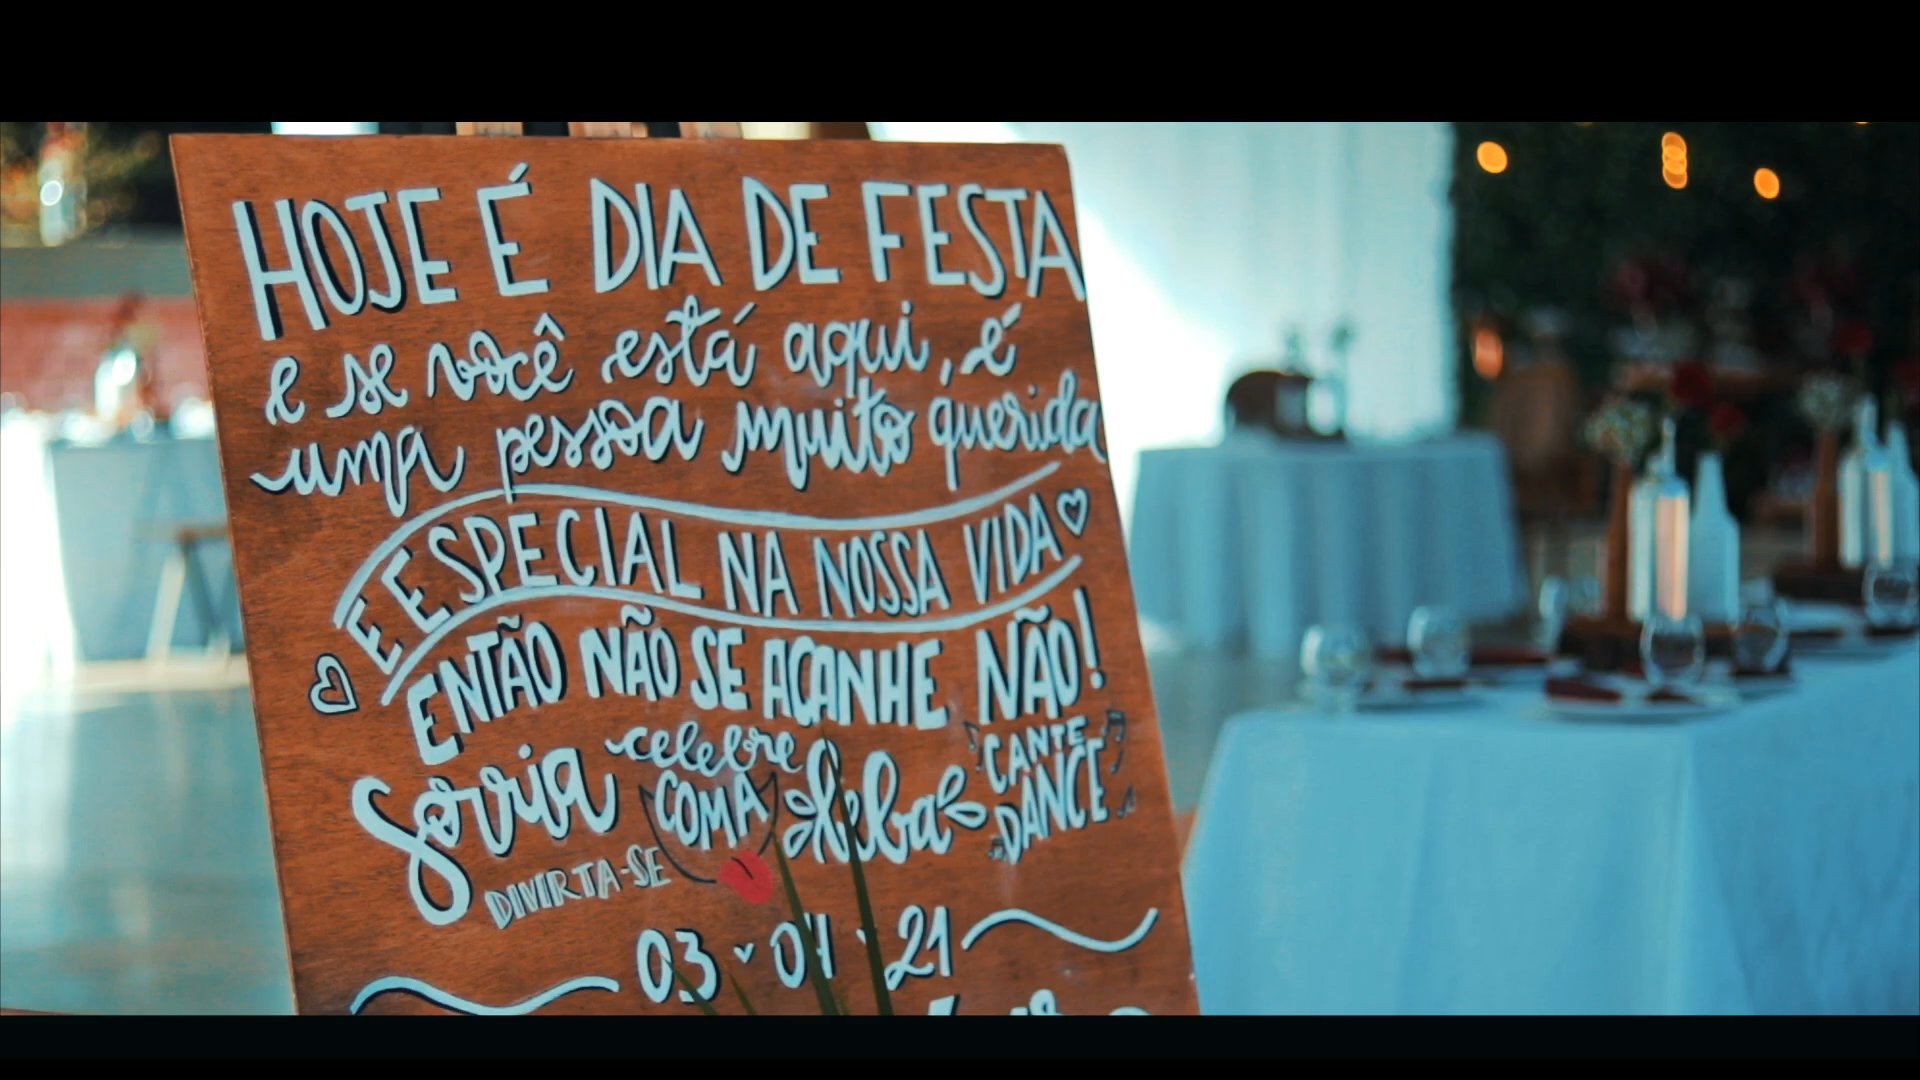 HOJE É DIA DE FESTA
e se você está aqui, é
uma pessoa muito querida
E ESPECIAL NA NOSSA VIDA
ENTÃO NÃO SE ACANHE NÃO!
Sorria celebre COMA beba CANTE DANCE
DIVIRTA-SE
03 04 21